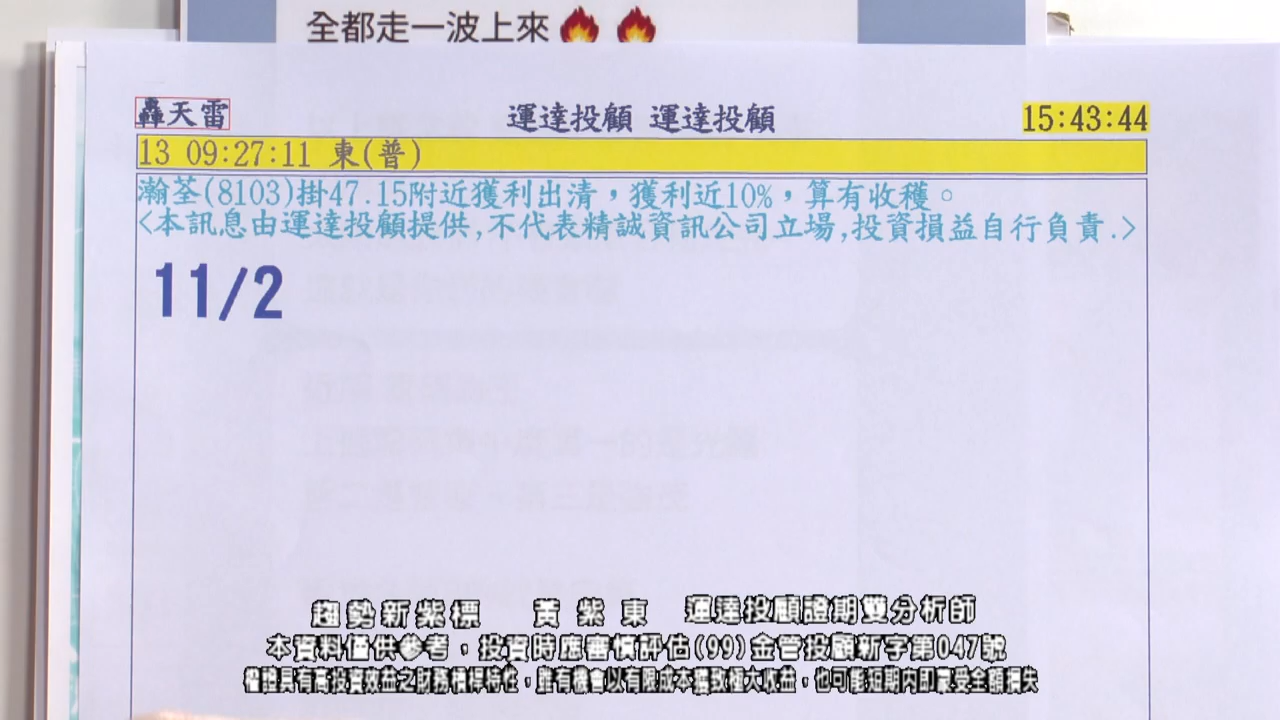 全都走一波上來🔥 🔥
轟天雷 運達投顧 運達投顧 15:43:44
13 09:27:11 東(普)
瀚荃(8103)掛47.15附近獲利出清，獲利近10%，算有收穫。
<本訊息由運達投顧提供,不代表精誠資訊公司立場,投資損益自行負責.>
11/2
趨勢新紫標 黃紫東 運達投顧證期雙分析師
本資料僅供參考，投資時應審慎評估(99)金管投顧新字第047號
權證具有高投資效益之財務槓桿特性，雖有機會以有限成本獲致極大收益，也可能短期內即蒙受全額損失